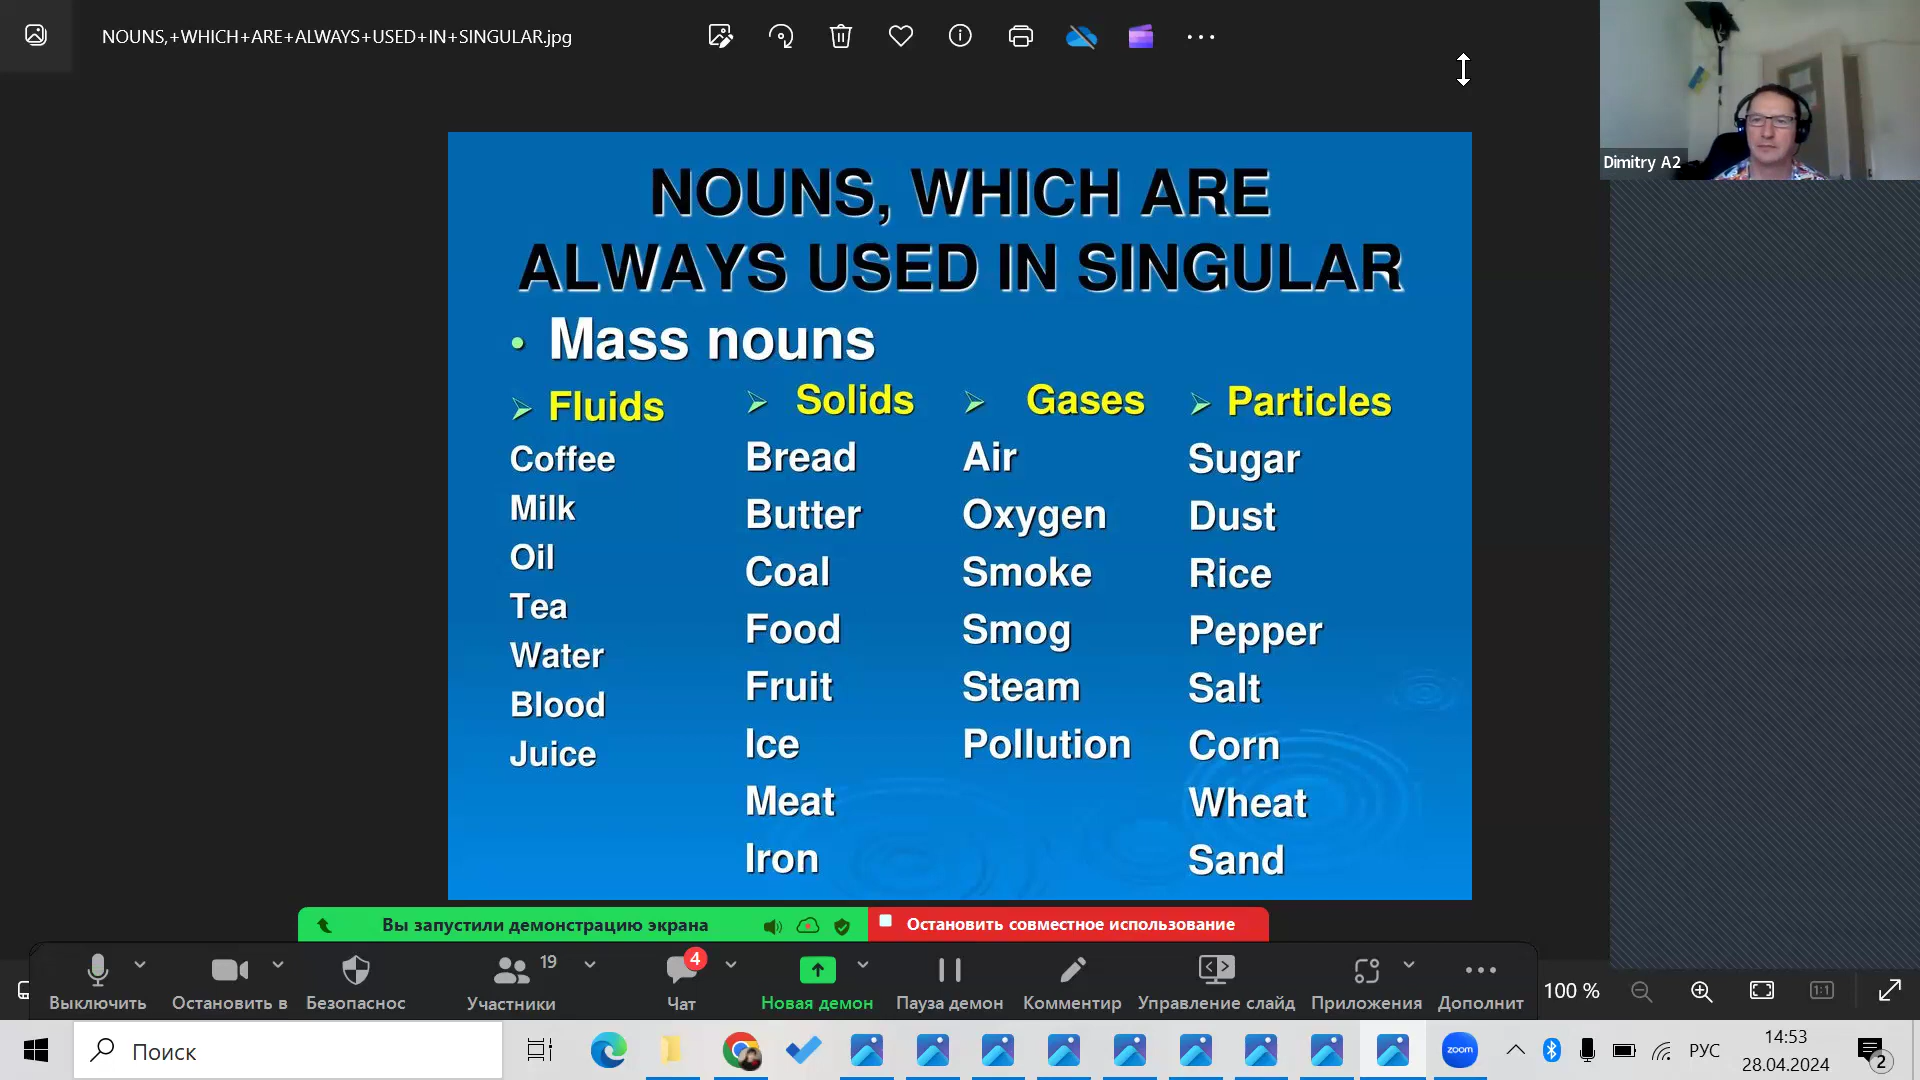 NOUNS,+WHICH+ARE+ALWAYS+USED+IN+SINGULAR.jpg
Dimitry A2
NOUNS, WHICH ARE
ALWAYS USED IN SINGULAR
• Mass nouns
Fluids
Coffee
Milk
Oil
Tea
Water
Blood
Juice
Solids
Bread
Butter
Coal
Food
Fruit
Ice
Meat
Iron
Gases
Air
Oxygen
Smoke
Smog
Steam
Pollution
Particles
Sugar
Dust
Rice
Pepper
Salt
Corn
Wheat
Sand
Вы запустили демонстрацию экрана
Остановить совместное использование
Выключить
Остановить в
Безопаснос
19
Участники
4
Чат
Новая демон
Пауза демон
Комментир
Управление слайд
Приложения
Дополнит
100 %
1:1
Поиск
zoom
РУС
14:53
28.04.2024
2